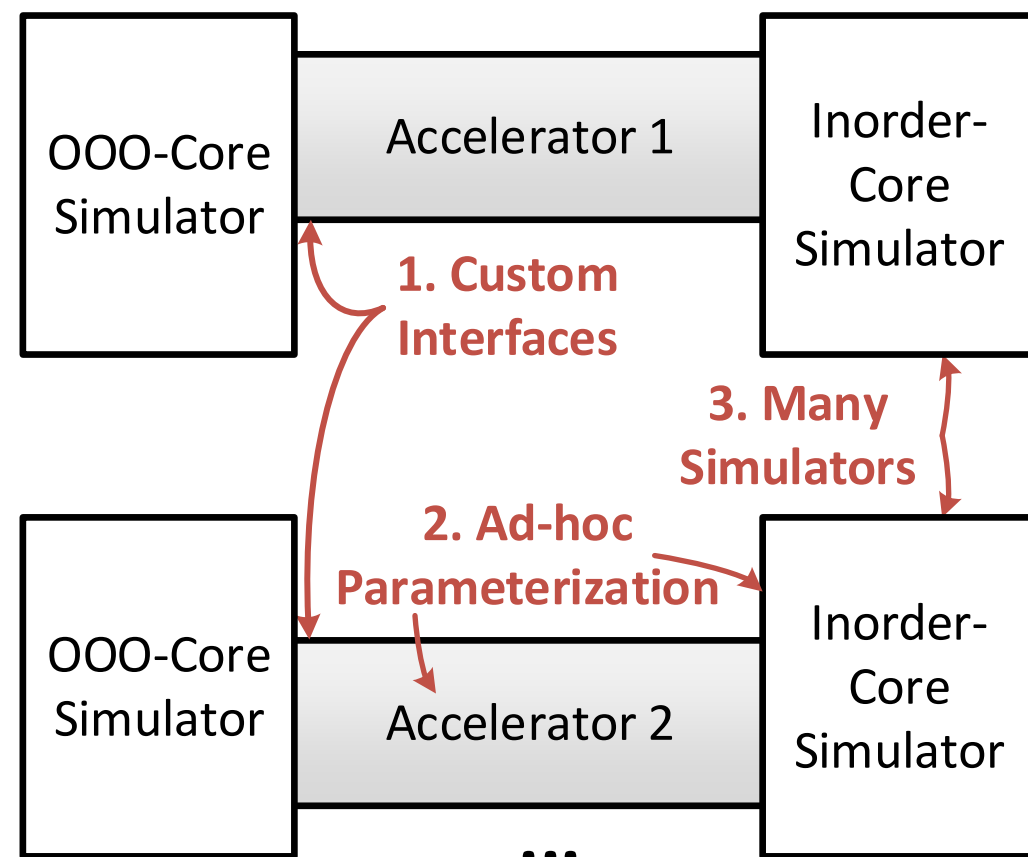 OOO-Core
Simulator
Accelerator 1
Inorder-
Core
Simulator
1. Custom
Interfaces
3. Many
Simulators
2. Ad-hoc
Parameterization
OOO-Core
Simulator
Accelerator 2
Inorder-
Core
Simulator
...